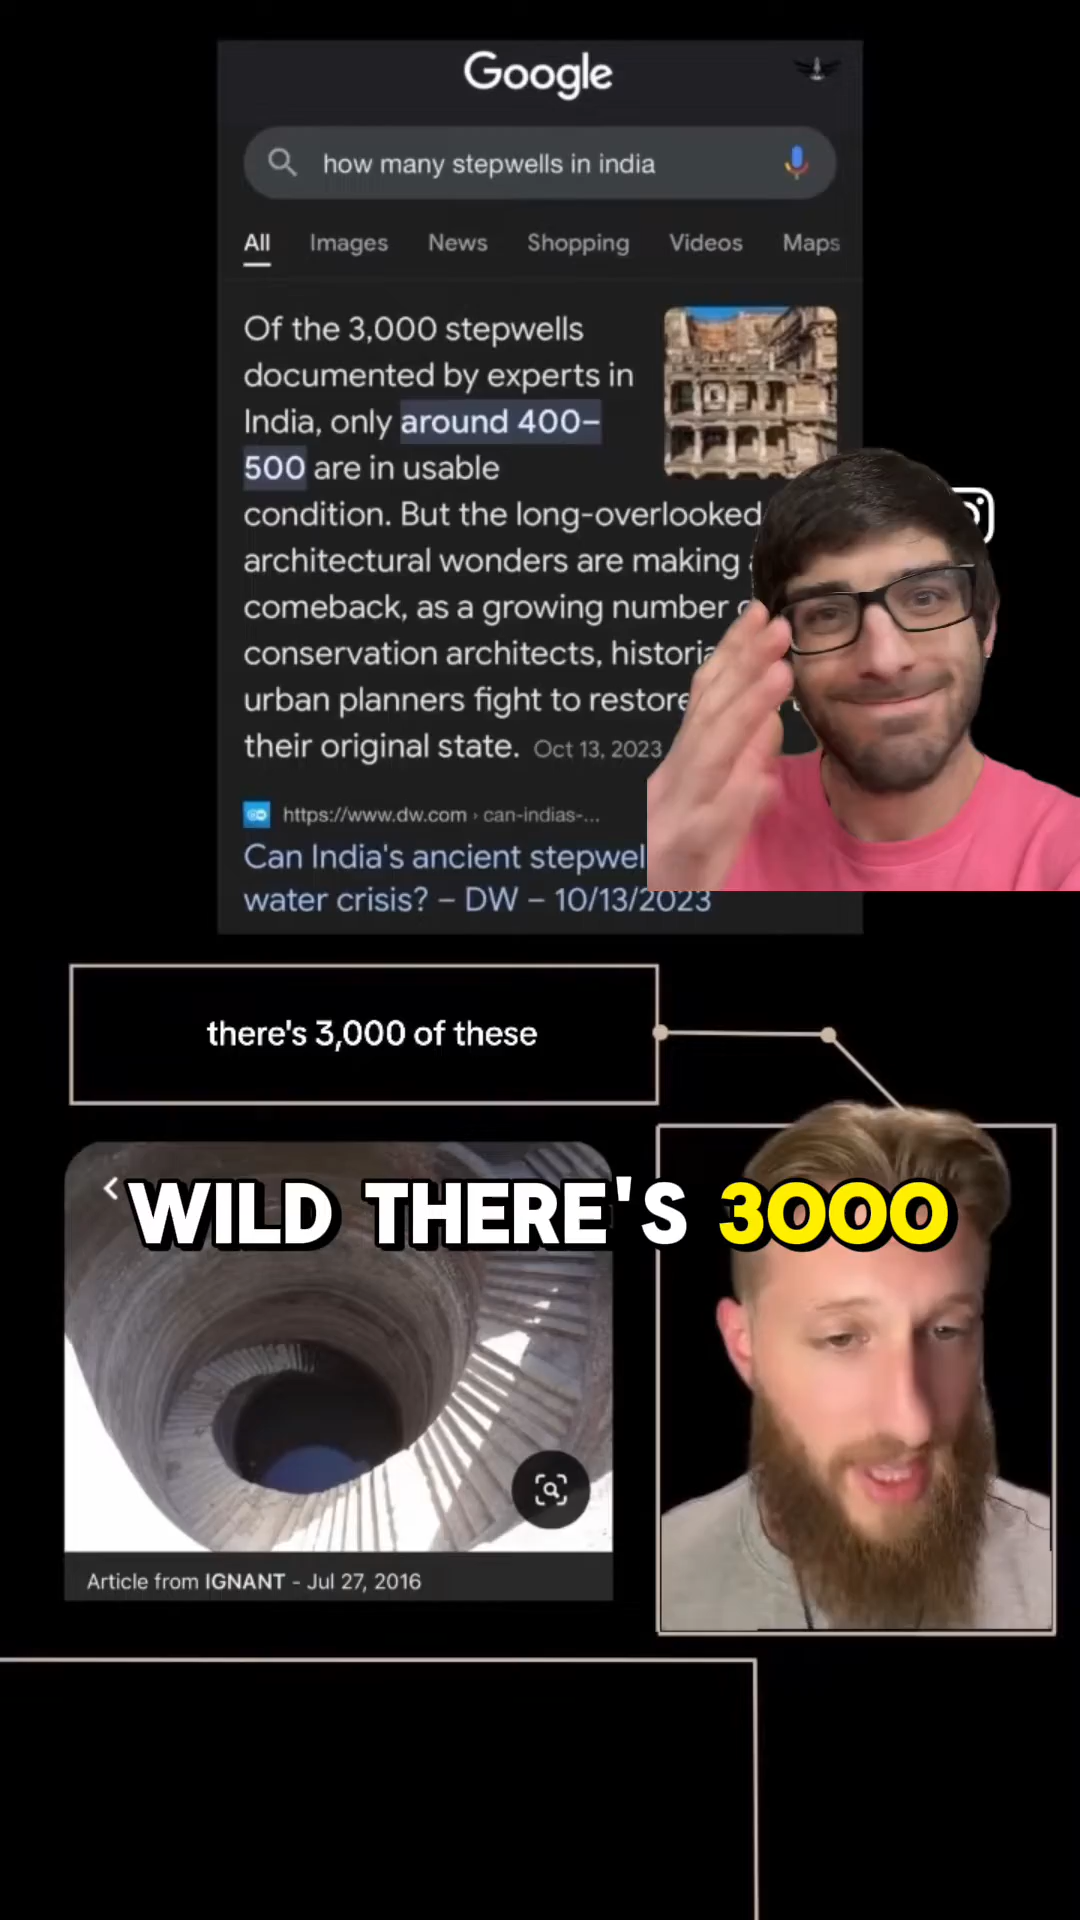 Google
how many stepwells in india
All Images News Shopping Videos Maps
Of the 3,000 stepwells
documented by experts in
India, only around 400–
500 are in usable
condition. But the long-overlooked
architectural wonders are making
comeback, as a growing number
conservation architects,
urban planners fight to restore
their original state. Oct 13, 2023
https://www.dw.com › can-indias-...
Can India's ancient
water crisis? – DW – 10/13/2023
there's 3,000 of these
WILD THERE'S 3000
Article from IGNANT - Jul 27, 2016